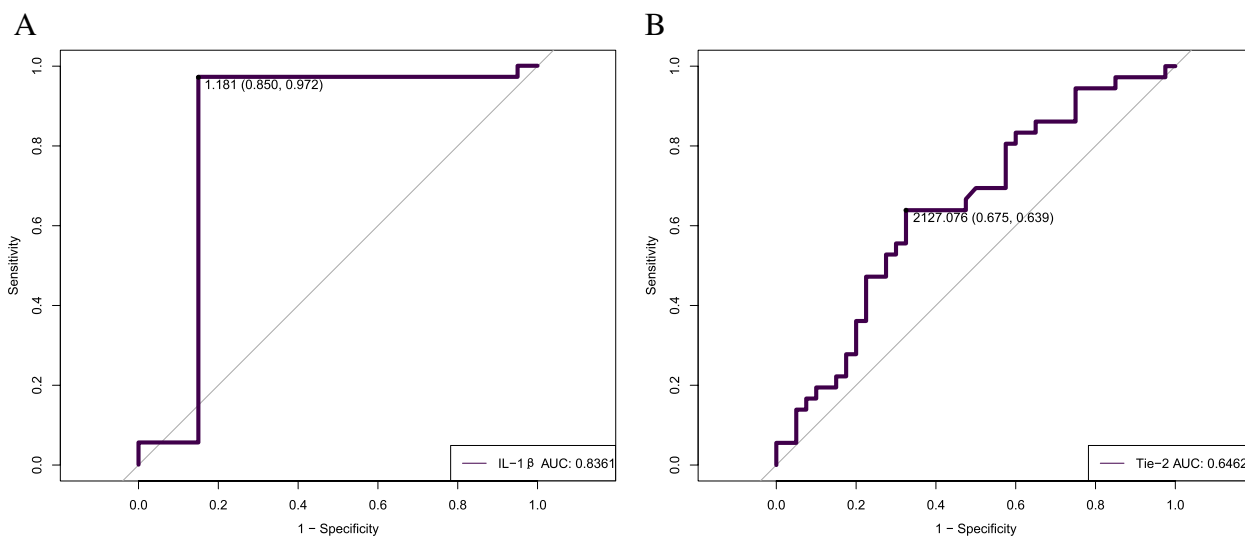 A
1.0
0.8
0.6
0.4
0.2
0.0
Sensitivity
1.181 (0.850, 0.972)
IL−1 β AUC: 0.8361
0.0 0.2 0.4 0.6 0.8 1.0
1 − Specificity
B
1.0
0.8
0.6
0.4
0.2
0.0
Sensitivity
2127.076 (0.675, 0.639)
Tie−2 AUC: 0.6462
0.0 0.2 0.4 0.6 0.8 1.0
1 − Specificity